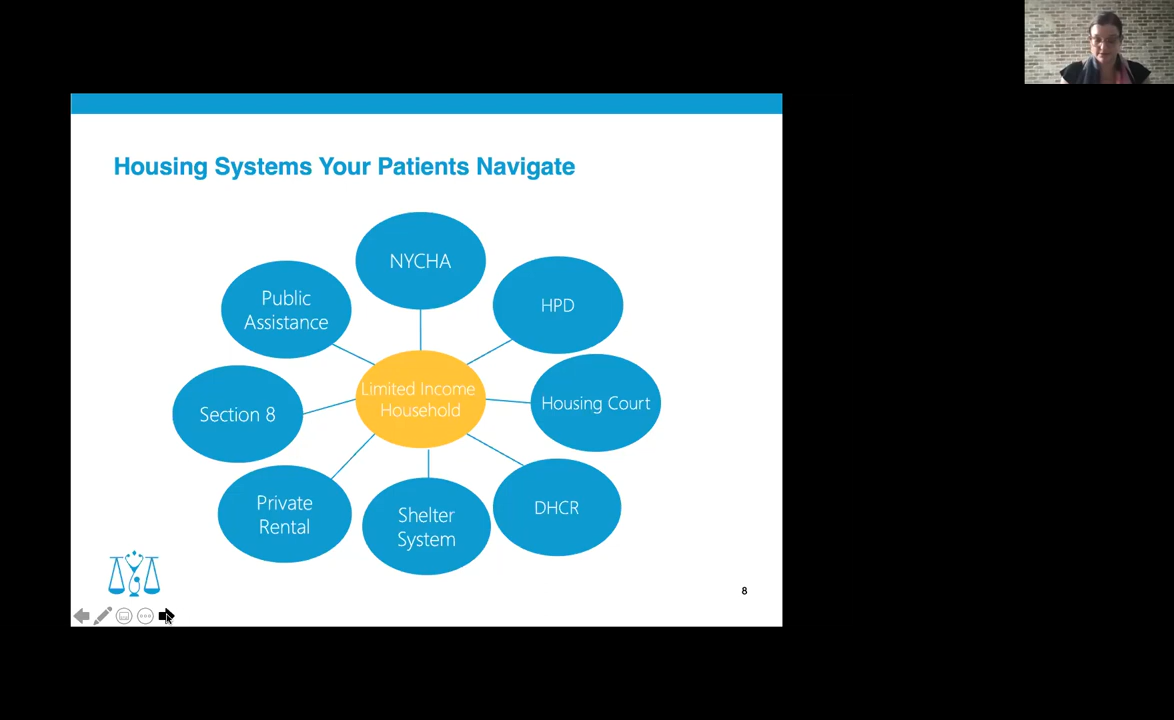 Housing Systems Your Patients Navigate
NYCHA
HPD
Housing Court
DHCR
Shelter
System
Private
Rental
Section 8
Public
Assistance
Limited Income
Household
8